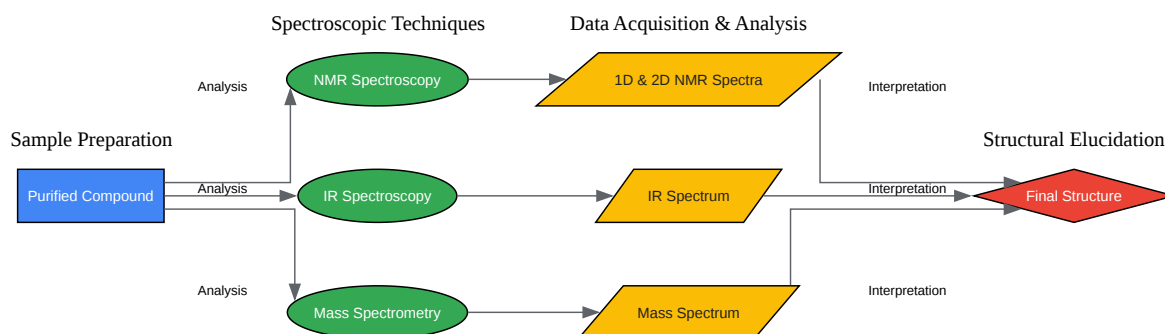 Spectroscopic Techniques
Data Acquisition & Analysis
NMR Spectroscopy
1D & 2D NMR Spectra
Analysis
Interpretation
Sample Preparation
Structural Elucidation
Purified Compound
Analysis
IR Spectroscopy
IR Spectrum
Interpretation
Final Structure
Analysis
Interpretation
Mass Spectrometry
Mass Spectrum